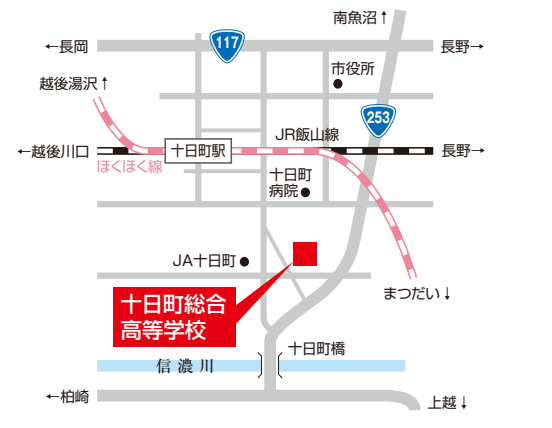 南魚沼↑
←長岡
117
長野→
市役所
越後湯沢↑
253
JR飯山線
←越後川口
十日町駅
長野→
ほくほく線
十日町
病院
JA十日町
まつだい↓
十日町総合
高等学校
十日町橋
信濃川
←柏崎
上越↓